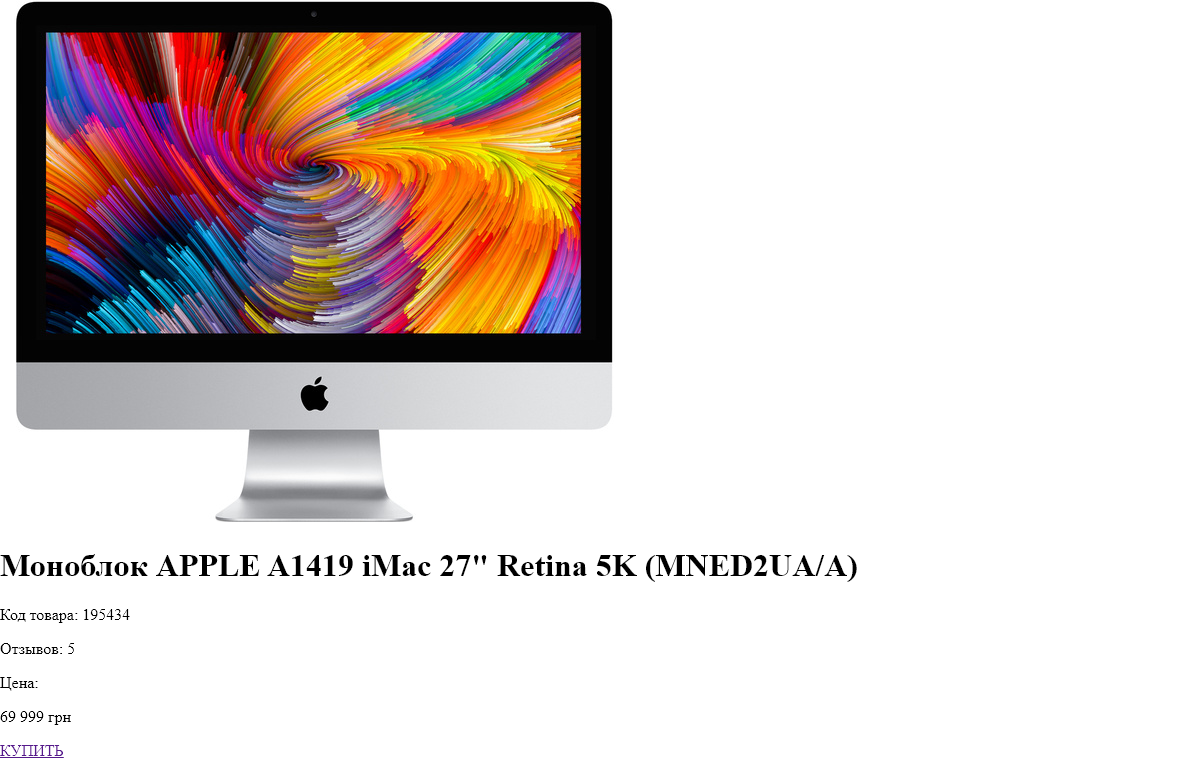 Моноблок APPLE A1419 iMac 27" Retina 5K (MNED2UA/A)
Код товара: 195434
Отзывов: 5
Цена:
69 999 грн
КУПИТЬ